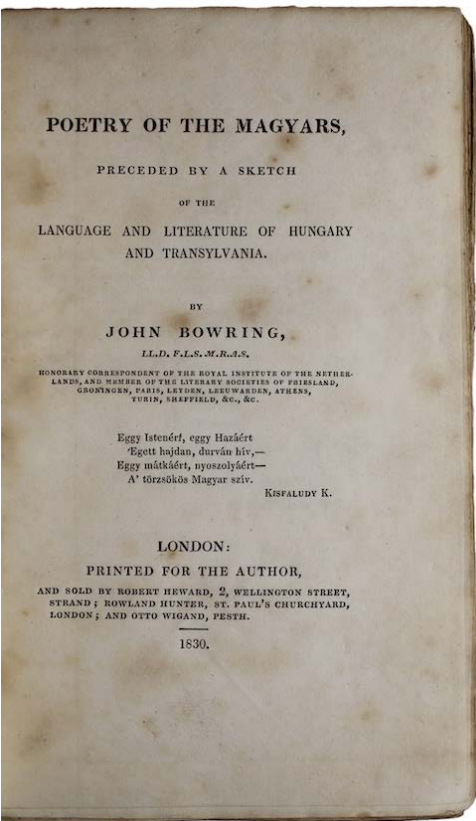 POETRY OF THE MAGYARS,
PRECEDED BY A SKETCH
OF THE
LANGUAGE AND LITERATURE OF HUNGARY
AND TRANSYLVANIA.
BY
JOHN BOWRING,
LL.D. F.L.S. M.R.A.S.
HONORARY CORRESPONDENT OF THE ROYAL INSTITUTE OF THE NETHER-
LANDS, AND MEMBER OF THE LITERARY SOCIETIES OF FRIESLAND,
GRONINGEN, PARIS, LEYDEN, LEEUWARDEN, ATHENS,
TURIN, SHEFFIELD, &C., &C.
Eggy Istenért, eggy Hazáért
'Egett hajdan, durván hív,—
Eggy mátkáért, nyoszolyáért—
A' törzsökös Magyar szív.
KISFALUDY K.
LONDON:
PRINTED FOR THE AUTHOR,
AND SOLD BY ROBERT HEWARD, 2, WELLINGTON STREET,
STRAND; ROWLAND HUNTER, ST. PAUL'S CHURCHYARD,
LONDON; AND OTTO WIGAND, PESTH.
1830.